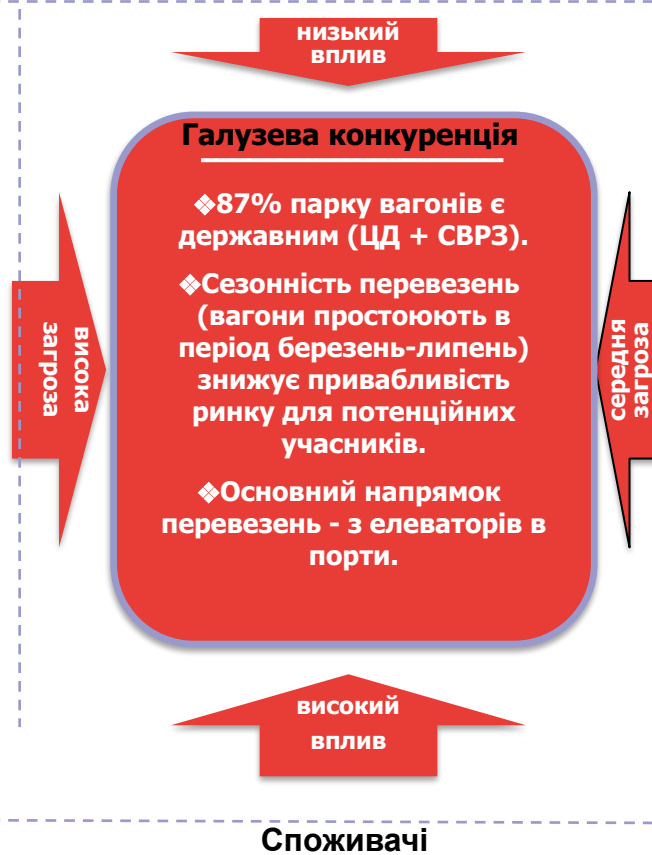 низький
вплив
Галузева конкуренція
❖87% парку вагонів є
державним (ЦД + СВРЗ).
❖Сезонність перевезень
(вагони простоюють в
період березень-липень)
знижує привабливість
ринку для потенційних
учасників.
❖Основний напрямок
перевезень - з елеваторів в
порти.
висока
загроза
середня
загроза
високий
вплив
Споживачі